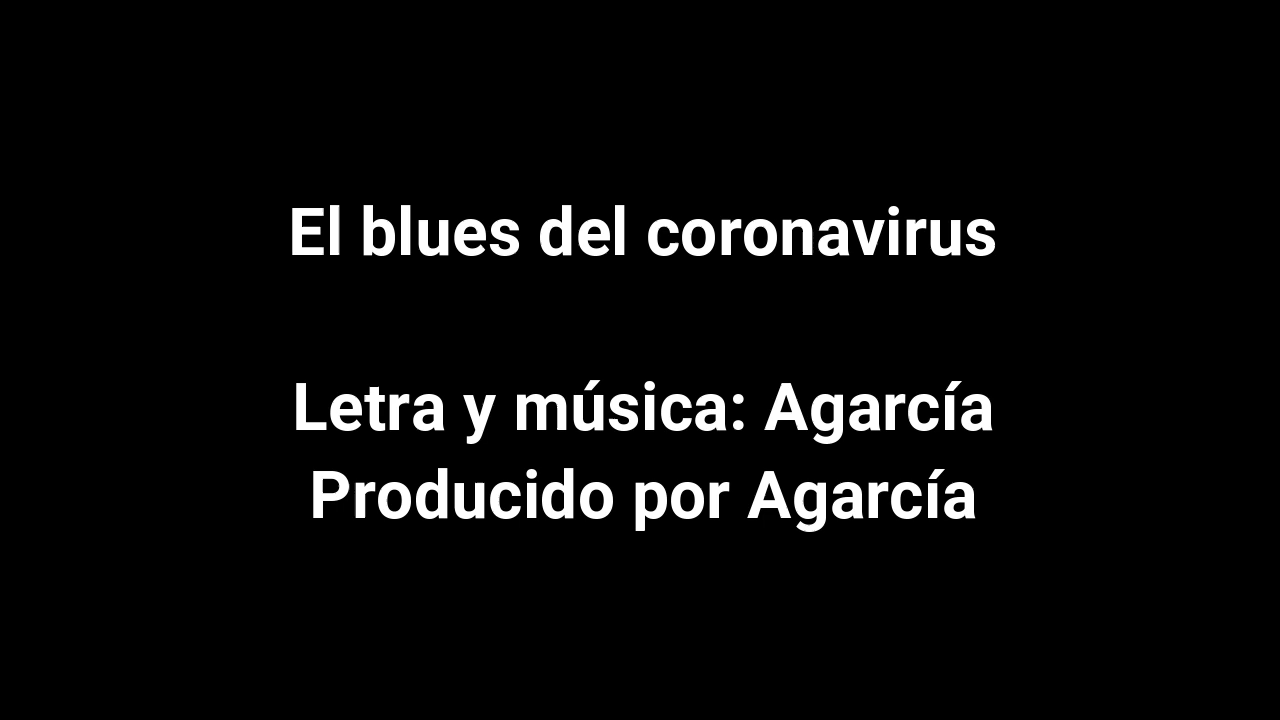 El blues del coronavirus
Letra y música: Agarcía
Producido por Agarcía